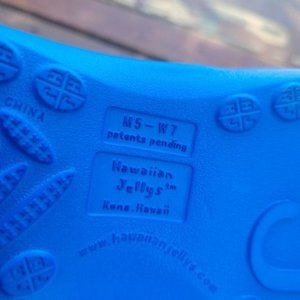 CHINA
M5-W7
patents pending
Hawaiian
Jellys™
Kona, Hawaii
www.hawaiianjellys.com